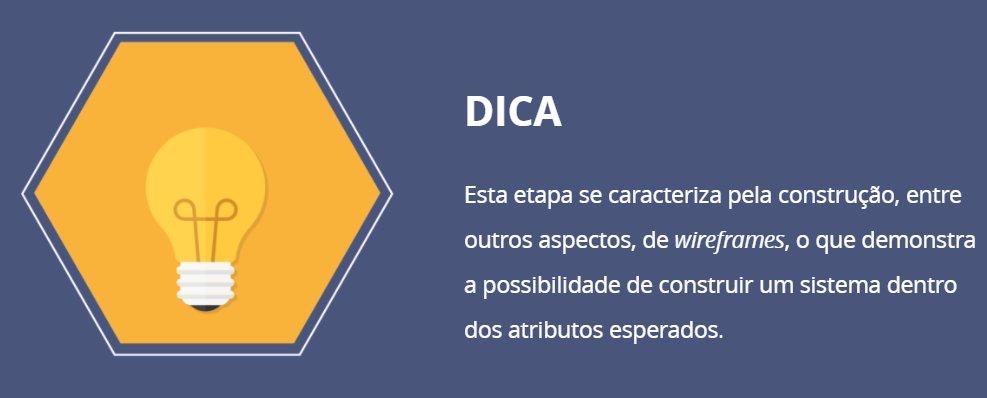 DICA
Esta etapa se caracteriza pela construção, entre
outros aspectos, de wireframes, o que demonstra
a possibilidade de construir um sistema dentro
dos atributos esperados.